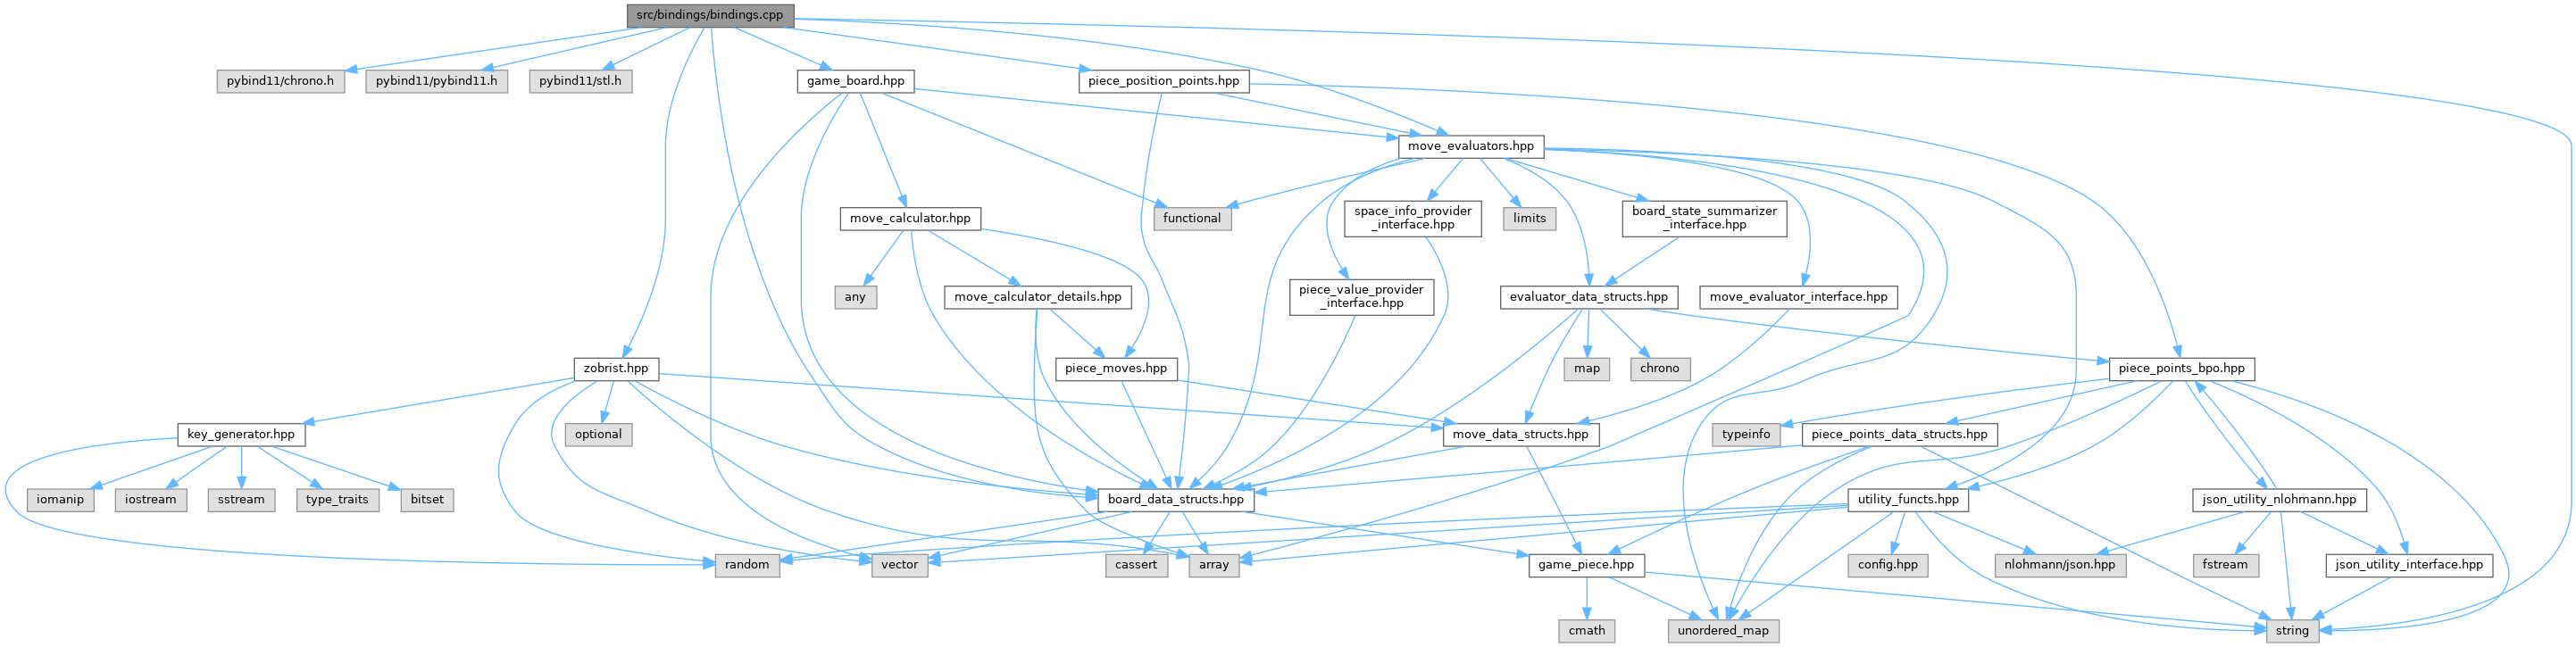 src/bindings/bindings.cpp
pybind11/chrono.h
pybind11/pybind11.h
pybind11/stl.h
game_board.hpp
piece_position_points.hpp
move_evaluators.hpp
move_calculator.hpp
functional
space_info_provider
_interface.hpp
limits
board_state_summarizer
_interface.hpp
any
move_calculator_details.hpp
piece_value_provider
_interface.hpp
evaluator_data_structs.hpp
move_evaluator_interface.hpp
zobrist.hpp
piece_moves.hpp
map
chrono
piece_points_bpo.hpp
key_generator.hpp
optional
move_data_structs.hpp
typeinfo
piece_points_data_structs.hpp
iomanip
iostream
sstream
type_traits
bitset
board_data_structs.hpp
utility_functs.hpp
json_utility_nlohmann.hpp
random
vector
cassert
array
game_piece.hpp
config.hpp
nlohmann/json.hpp
fstream
json_utility_interface.hpp
cmath
unordered_map
string